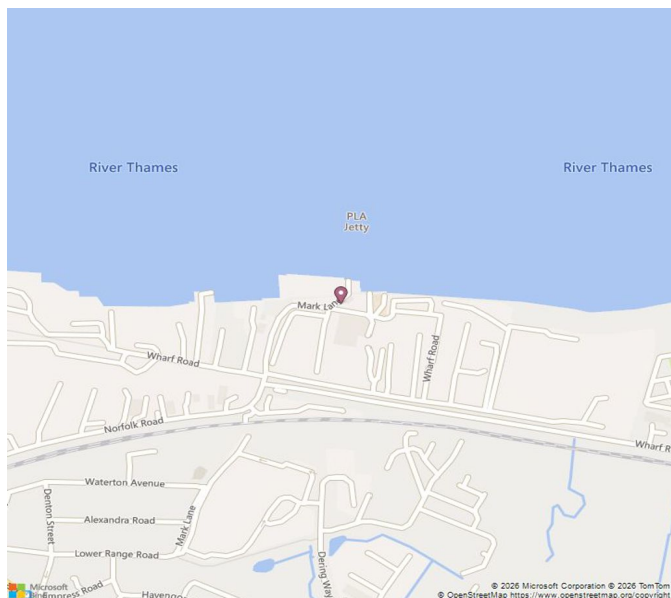 River Thames
River Thames
PLA
Jetty
Mark Lane
Wharf Road
Wharf Road
Norfolk Road
Wharf R
Waterton Avenue
Denton Street
Mark Lane
Alexandra Road
Lower Range Road
Dering Way
Empress Road
Microsoft
© 2026 Microsoft Corporation © 2026 TomTom
© OpenStreetMap https://www.openstreetmap.org/copyright